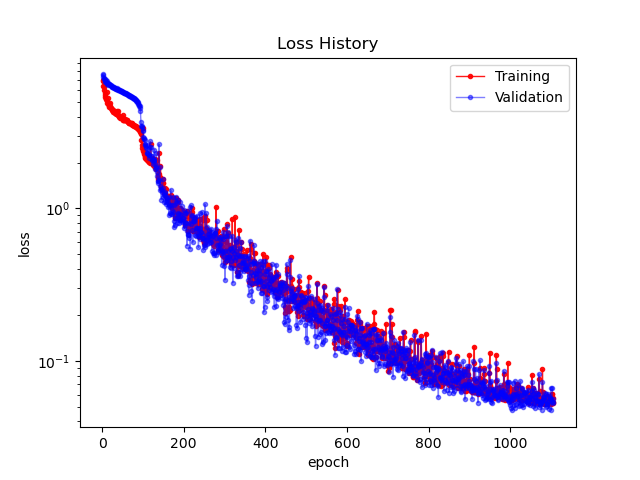 Loss History
Training
Validation
10⁰
10⁻¹
loss
0 200 400 600 800 1000
epoch